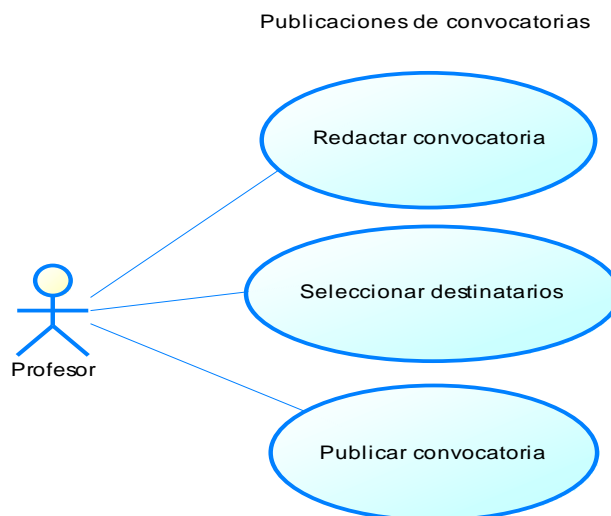 Publicaciones de convocatorias
Redactar convocatoria
Seleccionar destinatarios
Profesor
Publicar convocatoria